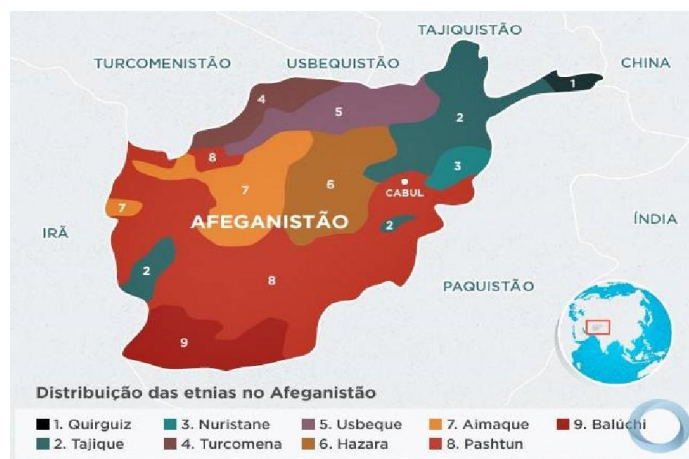 TAJIQUISTÃO
TURCOMENISTÃO
USBEQUISTÃO
CHINA
1
4
5
2
3
8
7
6
CABUL
7
AFEGANISTÃO
2
ÍNDIA
IRÃ
2
8
PAQUISTÃO
9
Distribuição das etnias no Afeganistão
1. Quirguiz 3. Nuristane 5. Usbeque 7. Aimaque 9. Balúchi
2. Tajique 4. Turcomena 6. Hazara 8. Pashtun